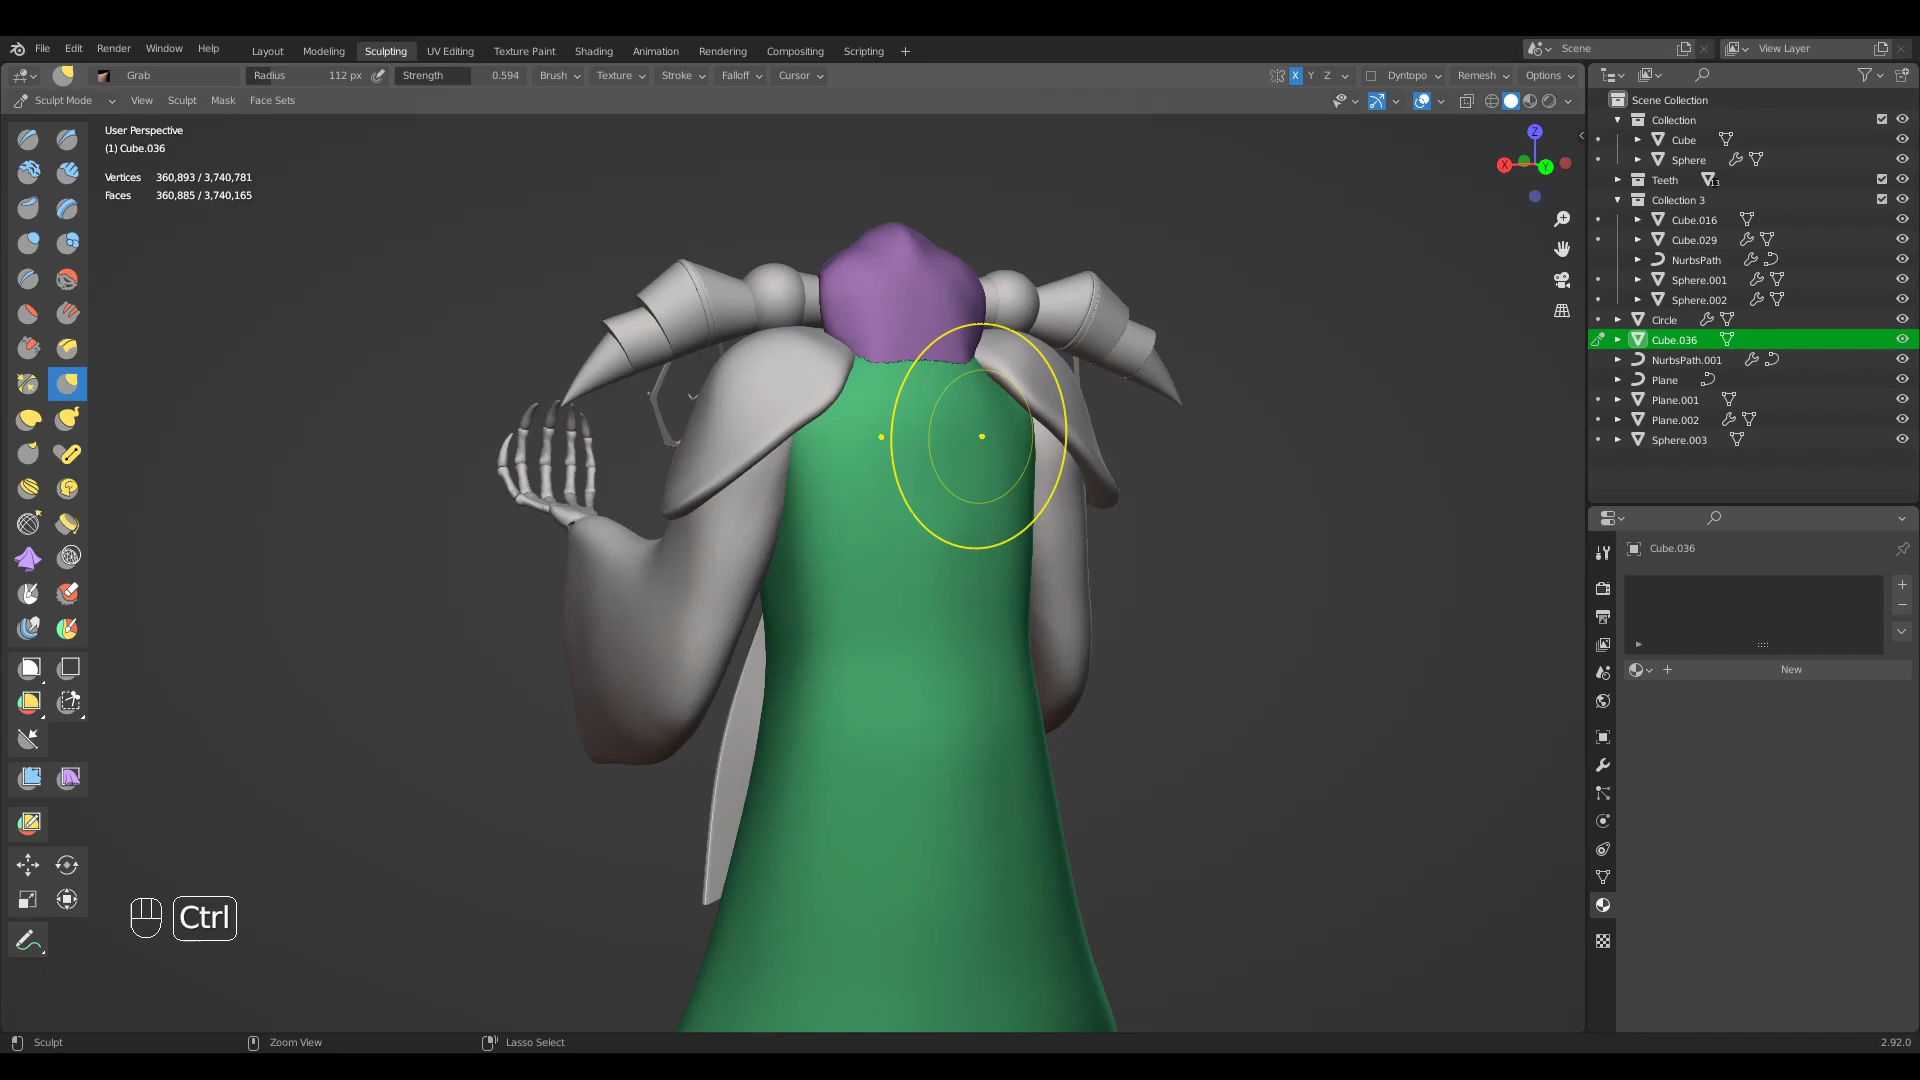 File Edit Render Window Help Layout Modeling Sculpting UV Editing Texture Paint Shading Animation Rendering Compositing Scripting + Scene View Layer
Grab Radius 112 px Strength 0.594 Brush Texture Stroke Falloff Cursor X Y Z Dyntopo Remesh Options
Sculpt Mode View Sculpt Mask Face Sets
User Perspective
(1) Cube.036
Vertices 360,893 / 3,740,781
Faces 360,885 / 3,740,165
Z
X
Y
Scene Collection
Collection
Cube
Sphere
Teeth 13
Collection 3
Cube.016
Cube.029
NurbsPath
Sphere.001
Sphere.002
Circle
Cube.036
NurbsPath.001
Plane
Plane.001
Plane.002
Sphere.003
Cube.036
New
Ctrl
Sculpt Zoom View Lasso Select 2.92.0